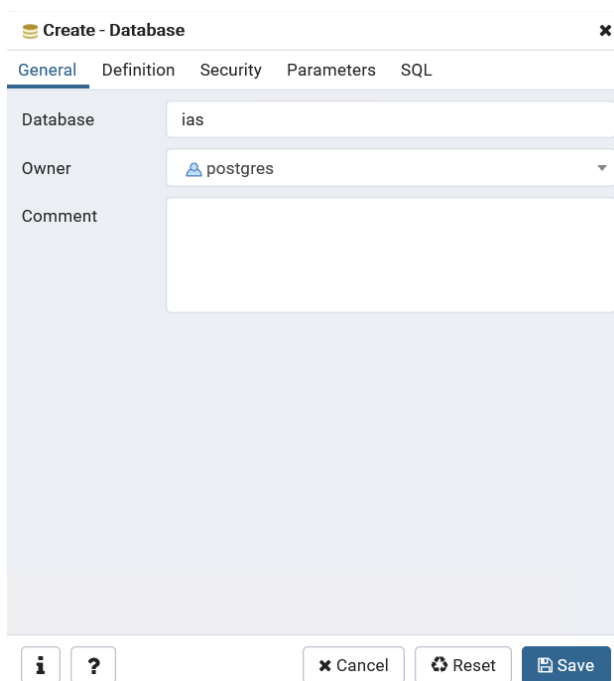 Create - Database
General Definition Security Parameters SQL
Database ias
Owner postgres
Comment
i ? Cancel Reset Save